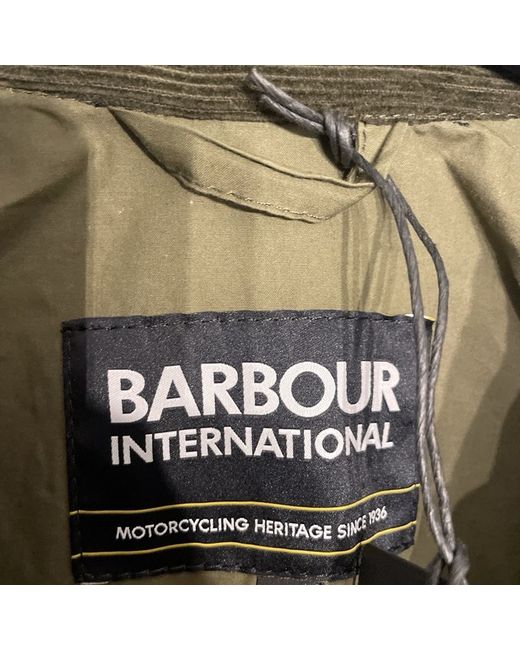 BARBOUR
INTERNATIONAL
MOTORCYCLING HERITAGE SINCE 1936